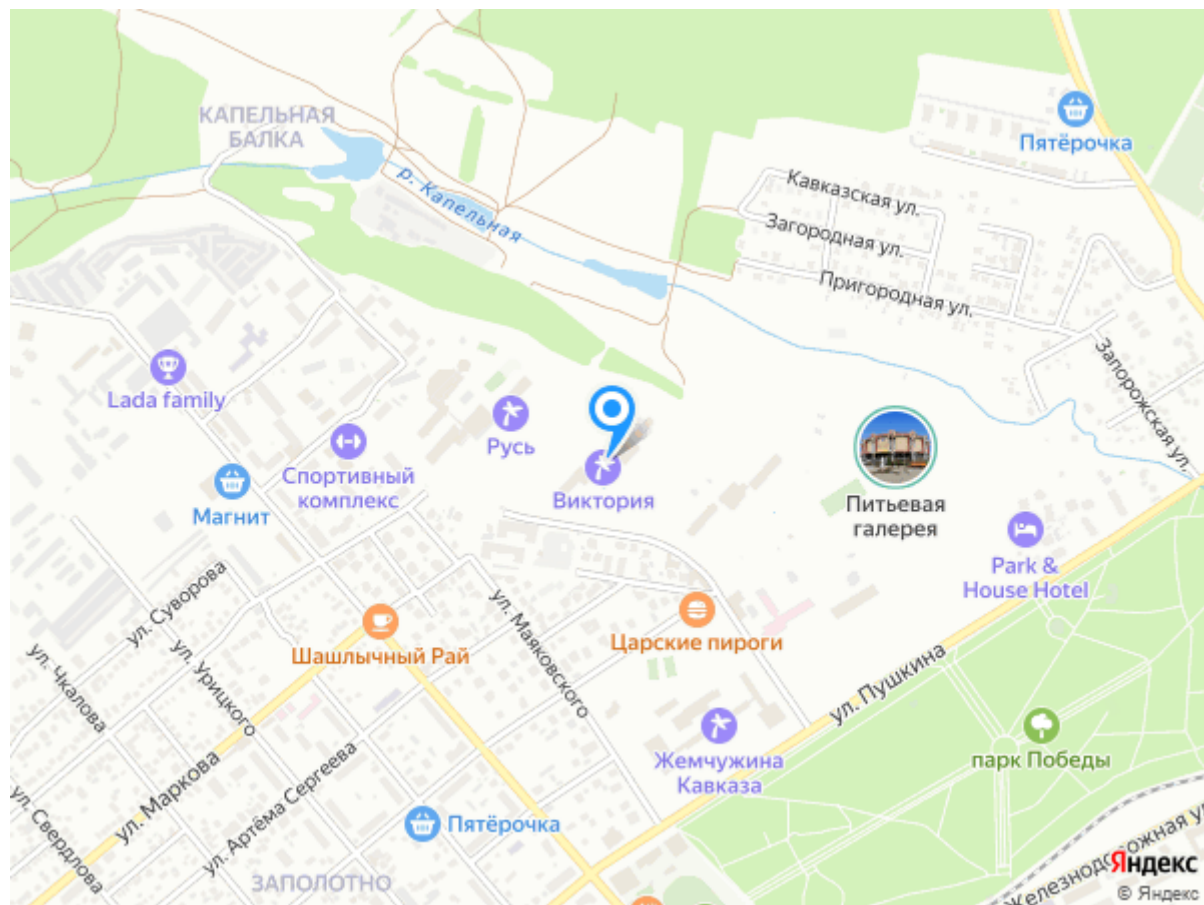 КАПЕЛЬНАЯ
БАЛКА
Пятёрочка
р. Капельная
Кавказская ул.
Загородная ул.
Пригородная ул.
Запорожская ул.
Lada family
Русь
Спортивный
комплекс
Виктория
Магнит
Питьевая
галерея
Park &
House Hotel
ул. Суворова
ул. Маяковского
Царские пироги
Шашлычный Рай
ул. Чкалова
ул. Урицкого
ул. Пушкина
Жемчужина
Кавказа
парк Победы
ул. Маркова
ул. Артёма Сергеева
ул. Свердлова
Пятёрочка
ЗАПОЛОТНО
Железнодорожная у
Яндекс
© Яндекс